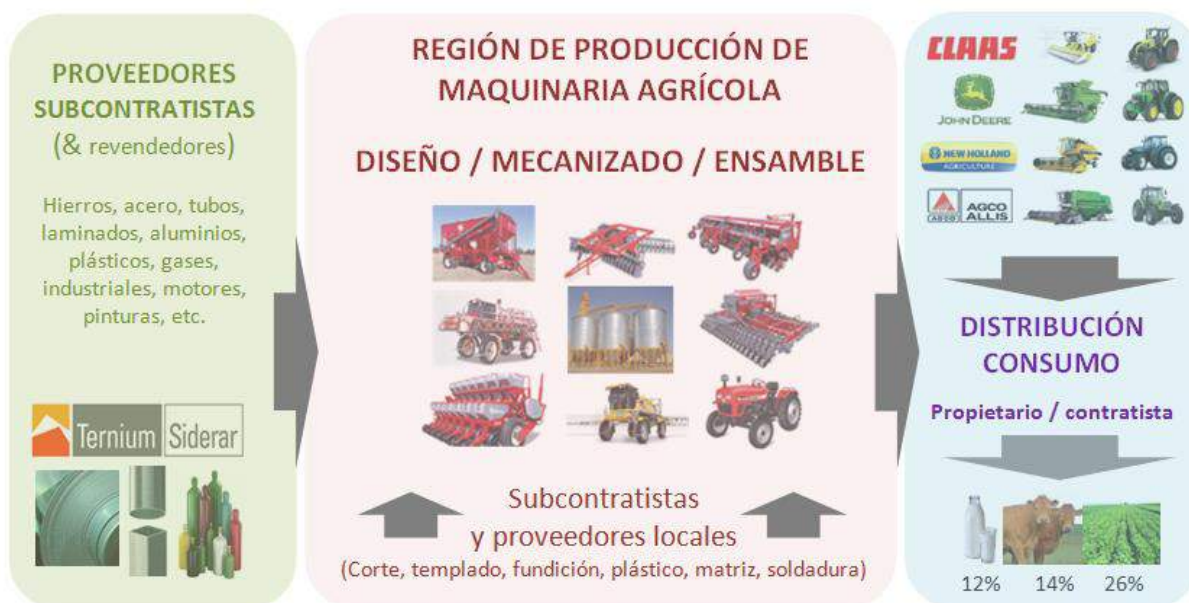 PROVEEDORES
SUBCONTRATISTAS
(& revendedores)
Hierros, acero, tubos,
laminados, aluminios,
plásticos, gases,
industriales, motores,
pinturas, etc.
Ternium Siderar
REGIÓN DE PRODUCCIÓN DE
MAQUINARIA AGRÍCOLA
DISEÑO / MECANIZADO / ENSAMBLE
Subcontratistas
y proveedores locales
(Corte, templado, fundición, plástico, matriz, soldadura)
CLAAS
JOHN DEERE
NEW HOLLAND
AGRICULTURE
AGCO
AGCO
ALLIS
DISTRIBUCIÓN
CONSUMO
Propietario / contratista
12% 14% 26%